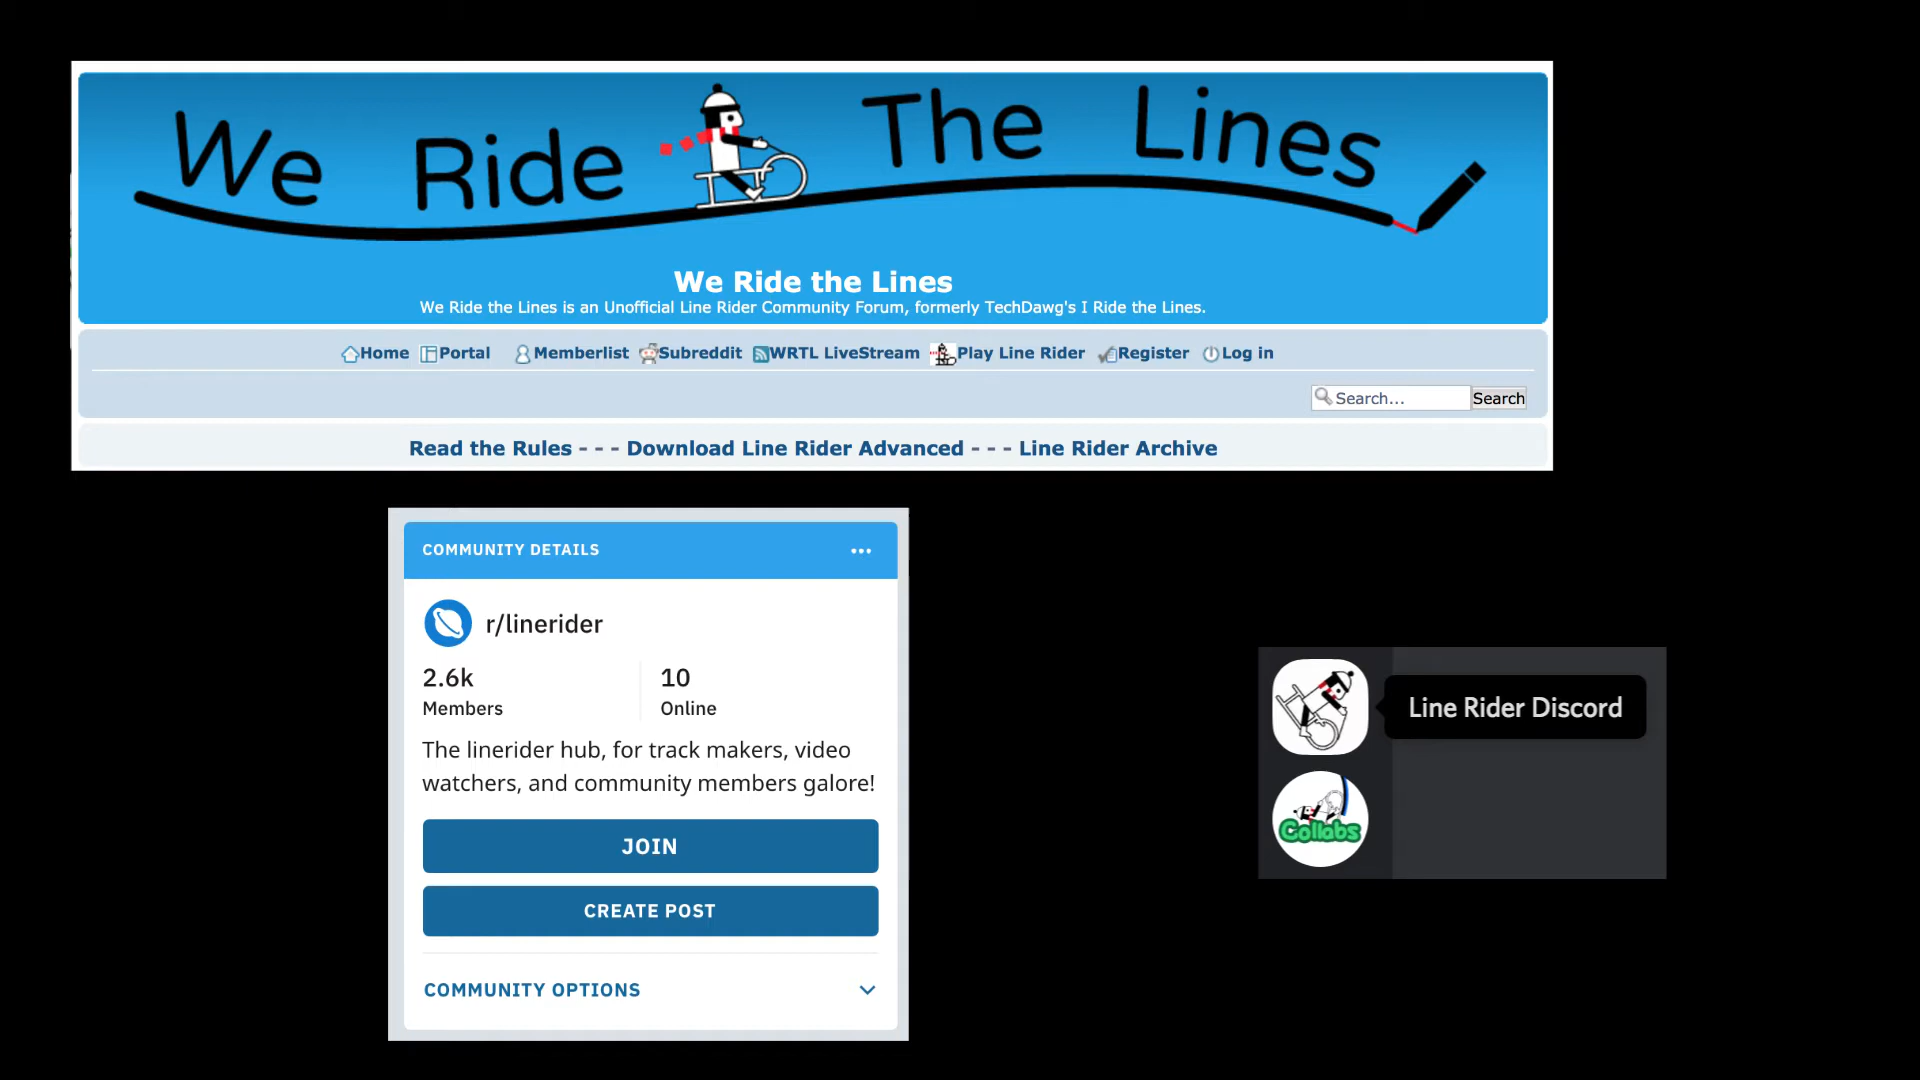 We Ride The Lines
We Ride the Lines
We Ride the Lines is an Unofficial Line Rider Community Forum, formerly TechDawg's I Ride the Lines.
Home Portal Memberlist Subreddit WRTL LiveStream Play Line Rider Register Log in
Search... Search
Read the Rules - - - Download Line Rider Advanced - - - Line Rider Archive
COMMUNITY DETAILS
r/linerider
2.6k 10
Members Online
The linerider hub, for track makers, video
watchers, and community members galore!
JOIN
CREATE POST
COMMUNITY OPTIONS
Line Rider Discord
Collabs